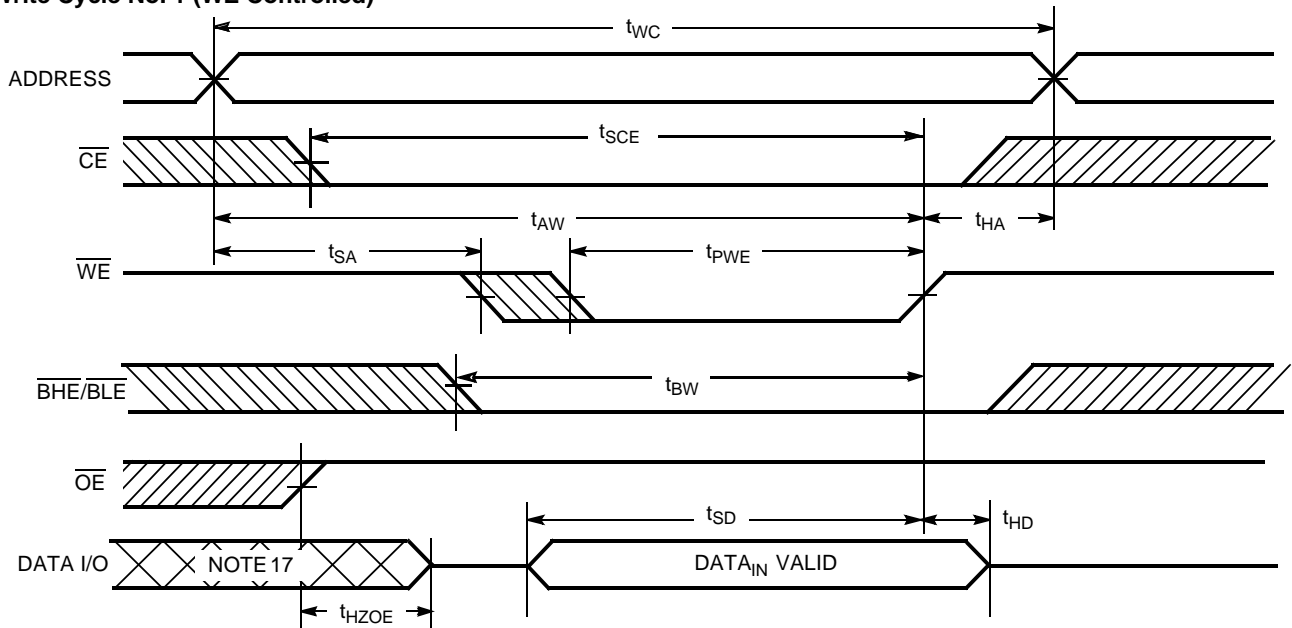 Write Cycle No. 1 (WE Controlled)
tWC
ADDRESS
tSCE
CE
tAW
tHA
tSA
tPWE
WE
tBW
BHE/BLE
OE
tSD
tHD
DATA I/O
NOTE 17
DATAIN VALID
tHZOE